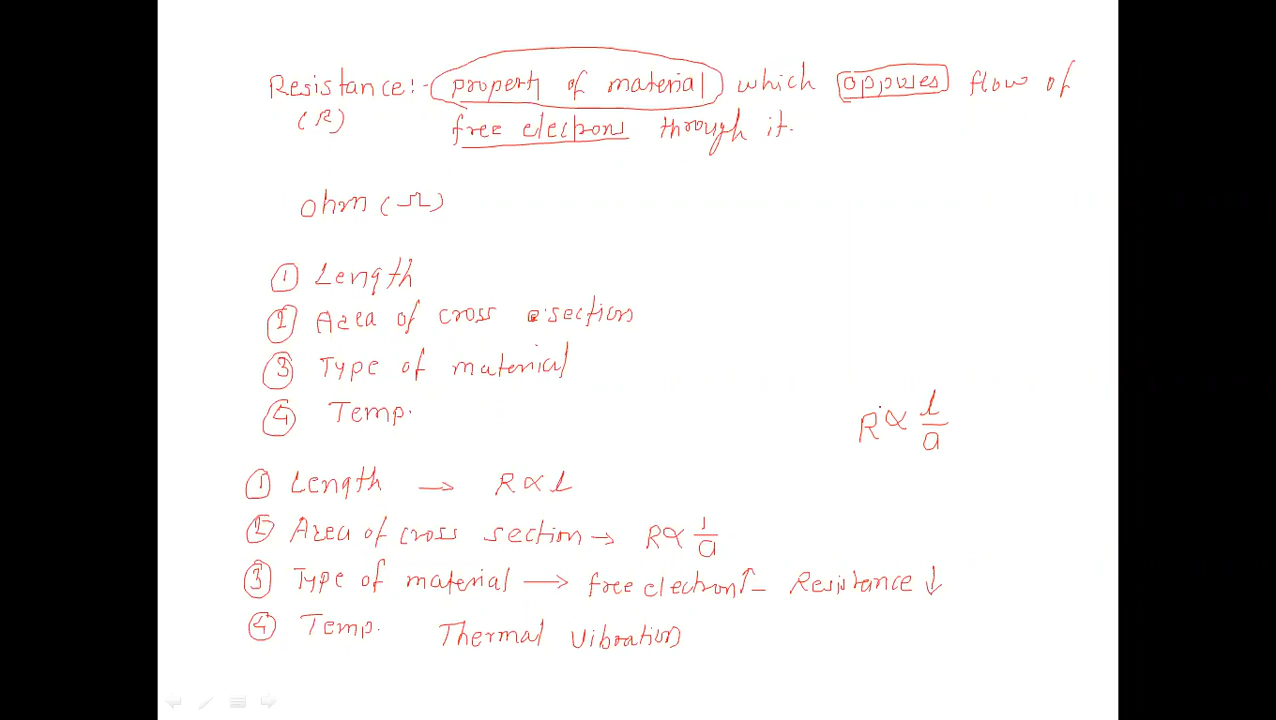 Resistance:- property of material which opposes flow of
(R) free electrons through it.
ohm (Ω)
① Length
② Area of cross section
③ Type of material
④ Temp.
R ∝ l/a
① Length → R ∝ l
② Area of cross section → R ∝ 1/a
③ Type of material → free electron ↑ – Resistance ↓
④ Temp. Thermal Vibration